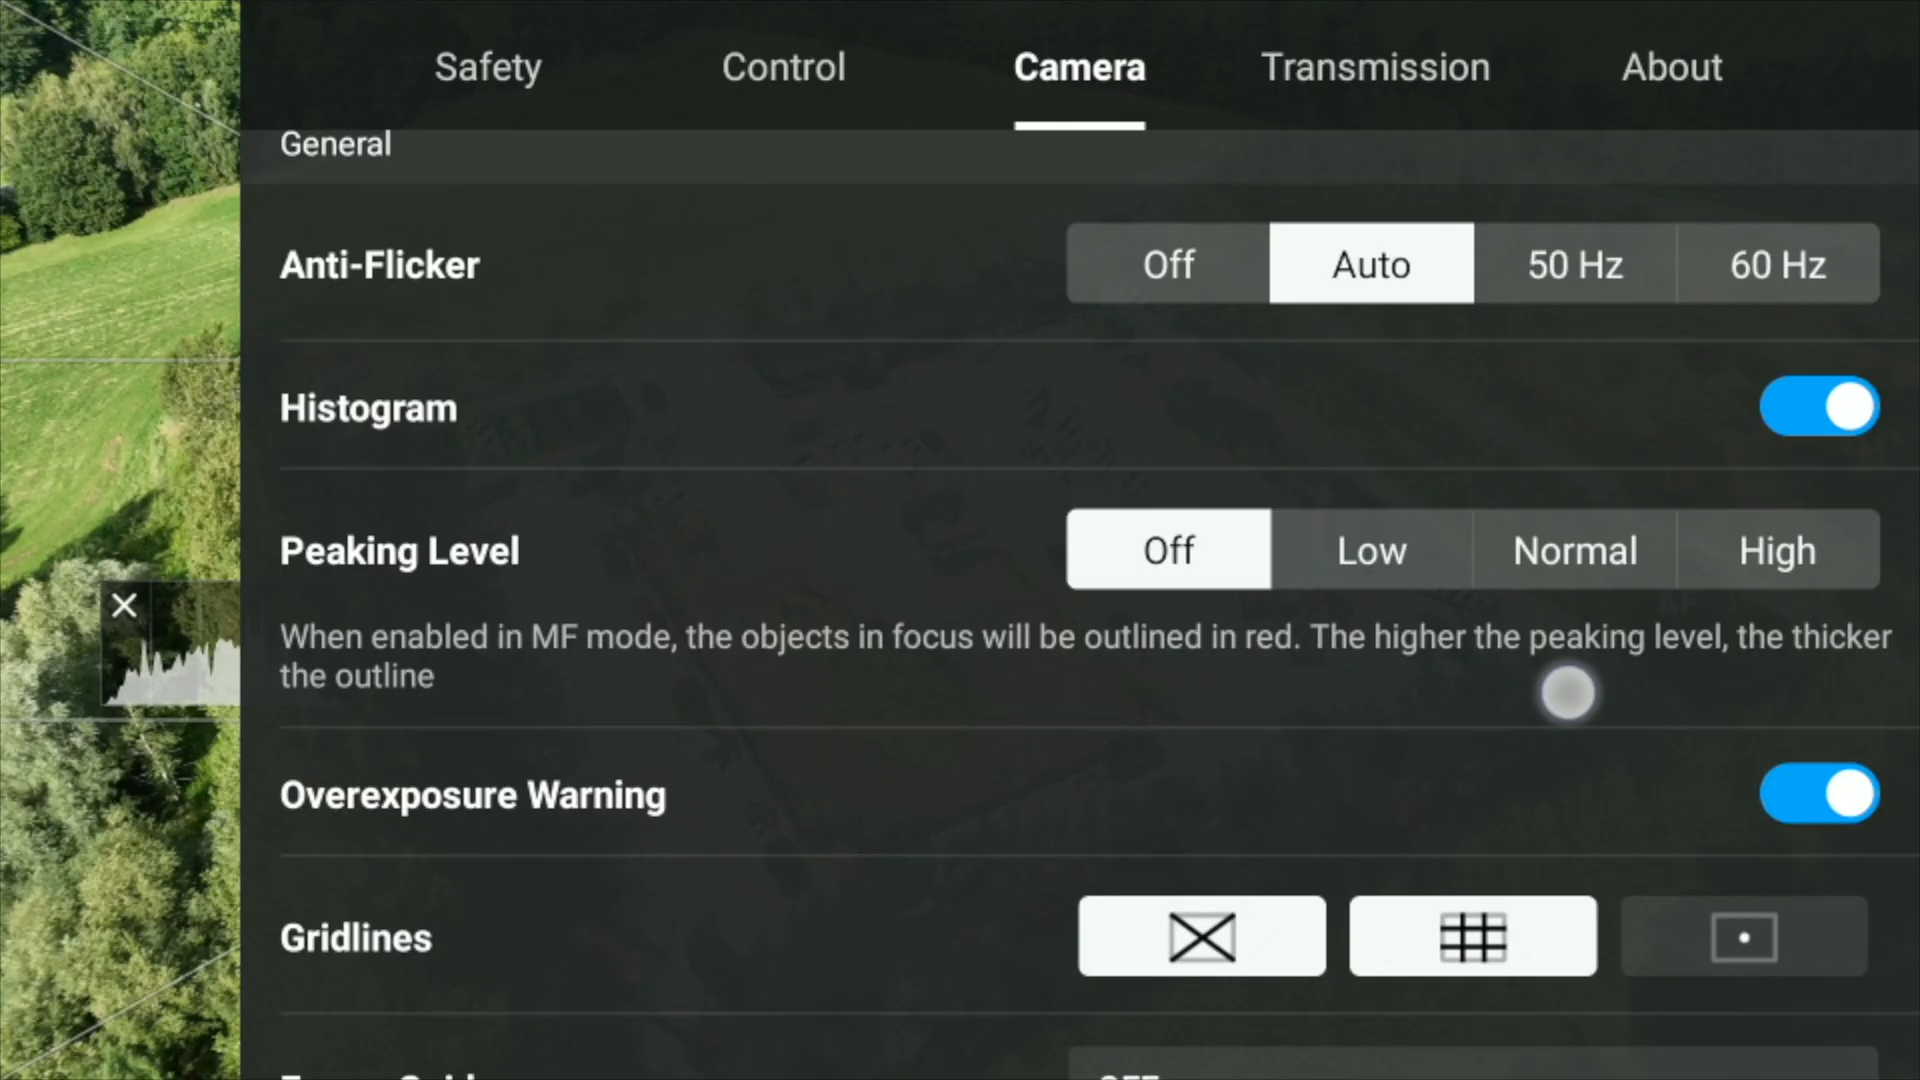 Safety Control Camera Transmission About
General
Anti-Flicker Off Auto 50 Hz 60 Hz
Histogram
Peaking Level Off Low Normal High
When enabled in MF mode, the objects in focus will be outlined in red. The higher the peaking level, the thicker
the outline
Overexposure Warning
Gridlines